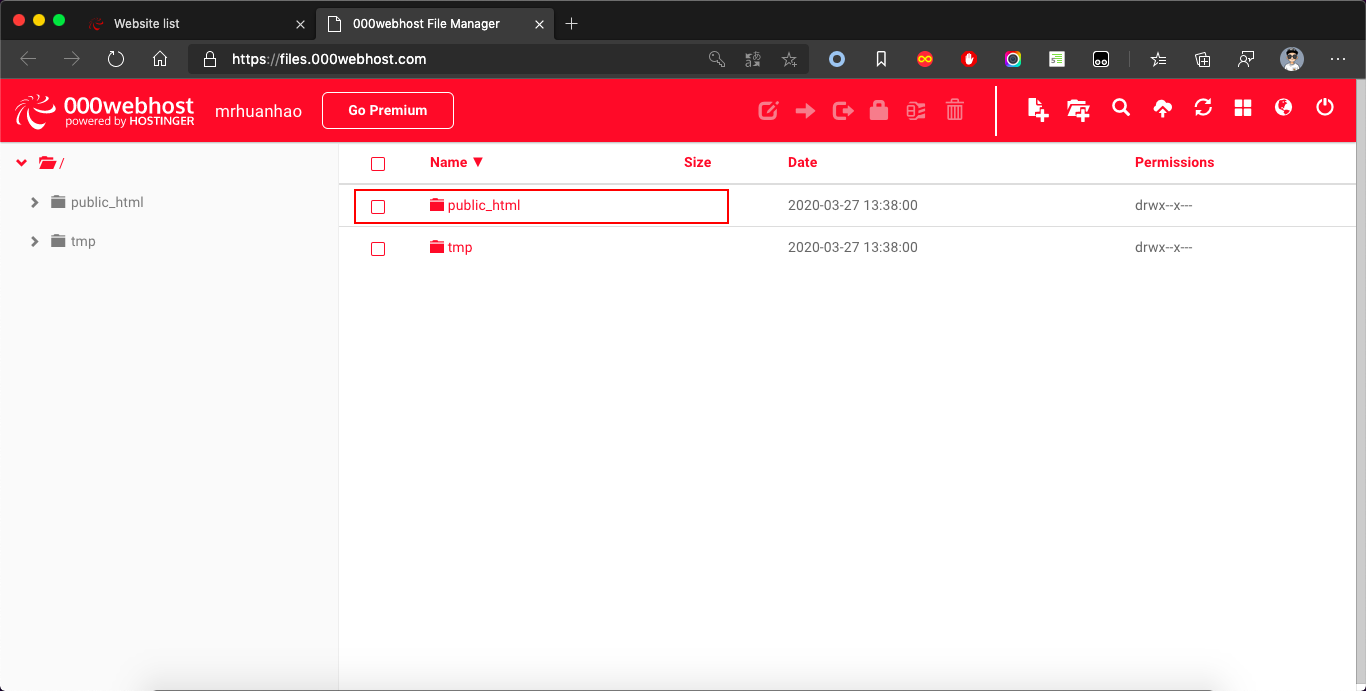 Website list
000webhost File Manager
https://files.000webhost.com
000webhost
powered by HOSTINGER
mrhuanhao
Go Premium
/
public_html
tmp
Name ▼ Size Date Permissions
public_html 2020-03-27 13:38:00 drwx--x---
tmp 2020-03-27 13:38:00 drwx--x---